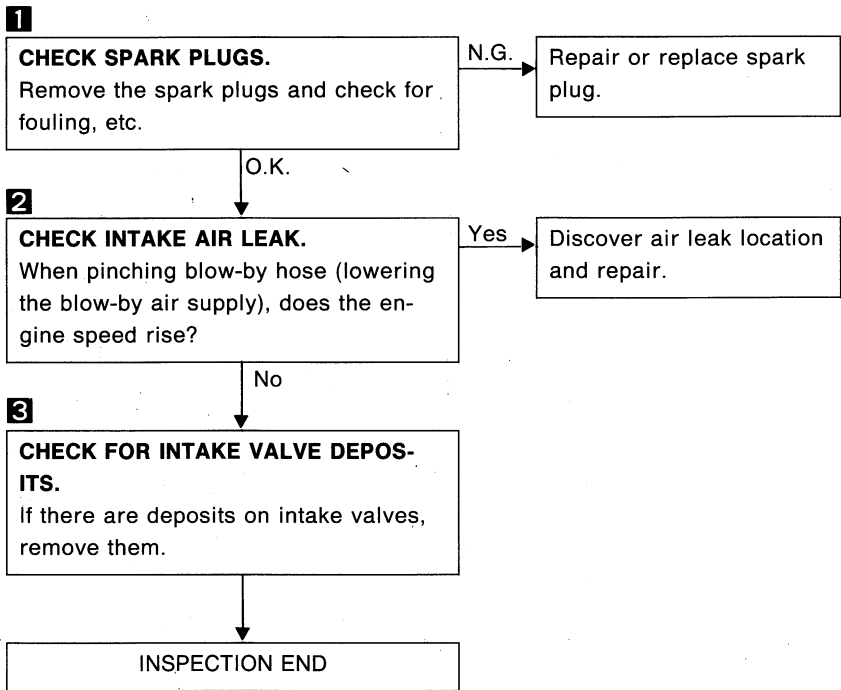 1
CHECK SPARK PLUGS.
Remove the spark plugs and check for
fouling, etc.
N.G.
Repair or replace spark
plug.
O.K.
2
CHECK INTAKE AIR LEAK.
When pinching blow-by hose (lowering
the blow-by air supply), does the en-
gine speed rise?
Yes
Discover air leak location
and repair.
No
3
CHECK FOR INTAKE VALVE DEPOS-
ITS.
If there are deposits on intake valves,
remove them.
INSPECTION END